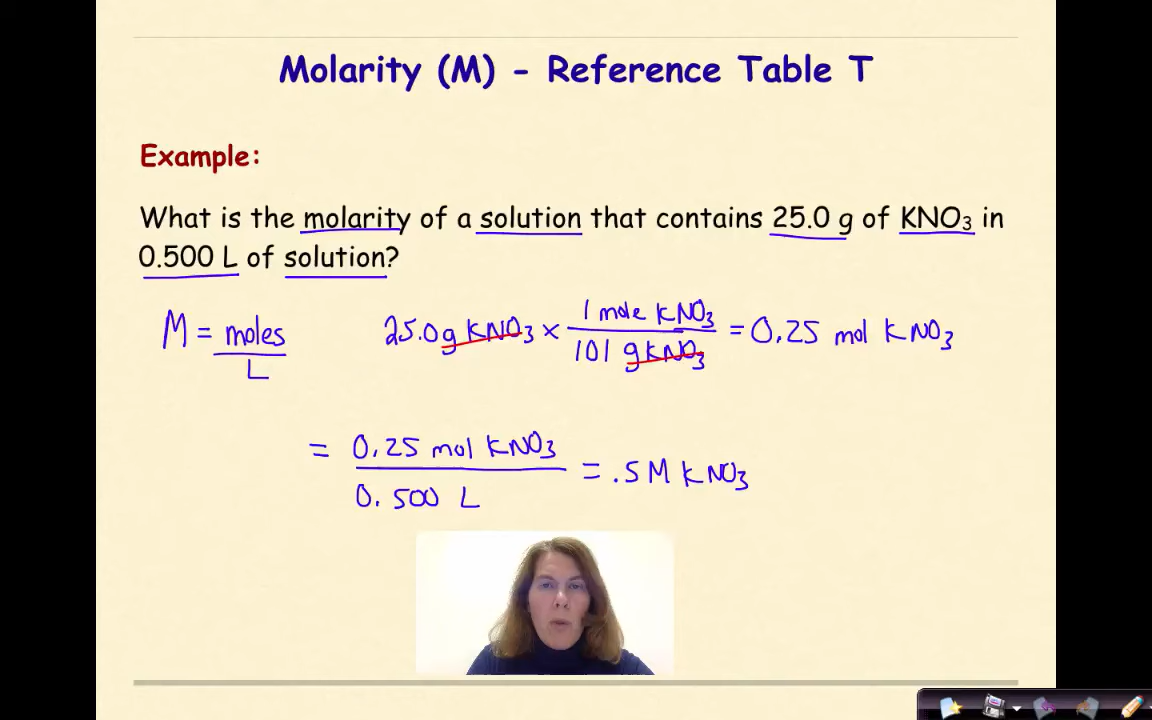 Molarity (M) - Reference Table T
Example:
What is the molarity of a solution that contains 25.0 g of KNO₃ in
0.500 L of solution?
M = moles / L
25.0 g KNO₃ × 1 mole KNO₃ / 101 g KNO₃ = 0.25 mol KNO₃
= 0.25 mol KNO₃ / 0.500 L = .5 M KNO₃